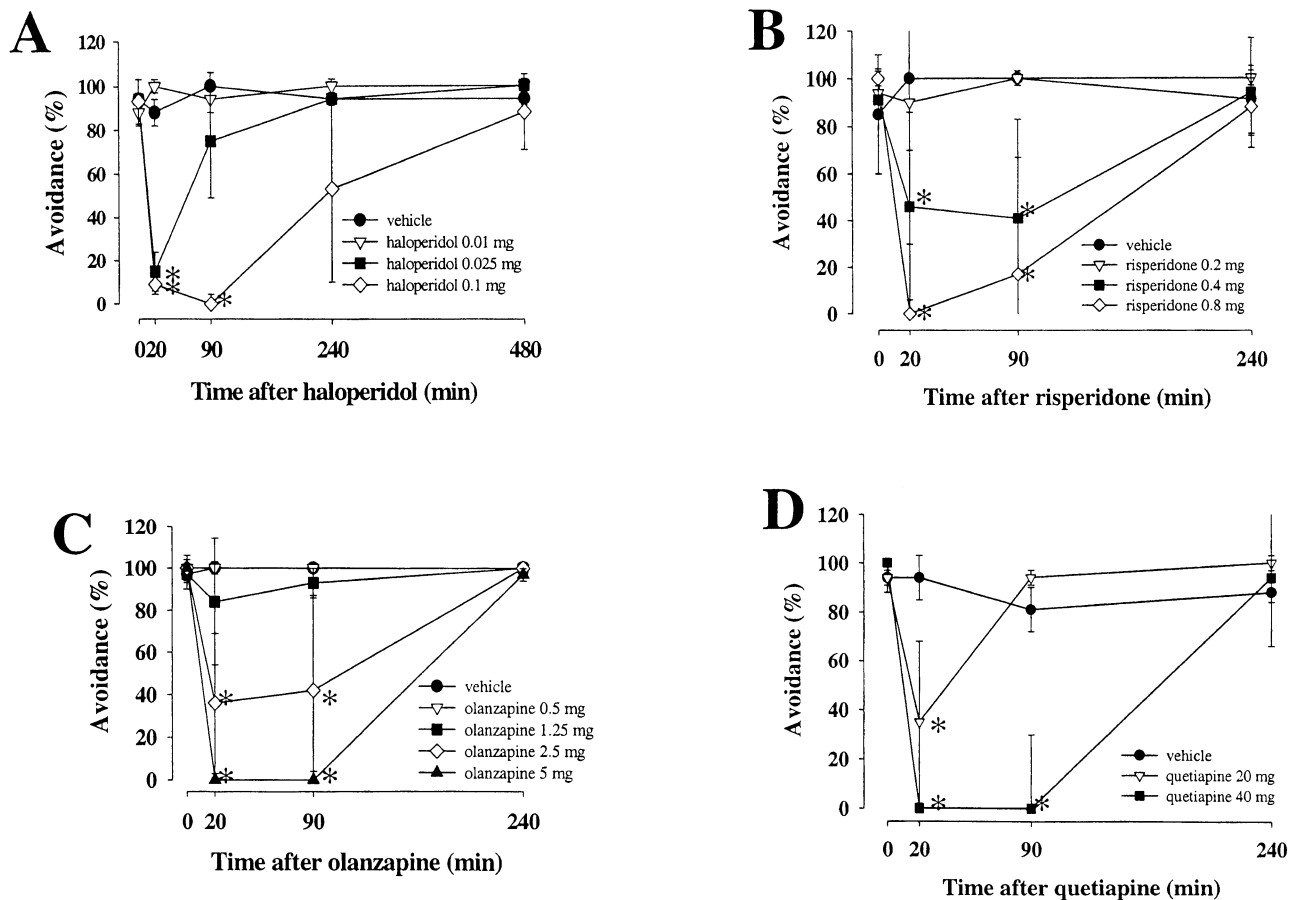 A
120
100
80
60
40
20
0
Avoidance (%)
vehicle
haloperidol 0.01 mg
haloperidol 0.025 mg
haloperidol 0.1 mg
* * *
0 20 90 240 480
Time after haloperidol (min)
B
120
100
80
60
40
20
0
Avoidance (%)
vehicle
risperidone 0.2 mg
risperidone 0.4 mg
risperidone 0.8 mg
* * * *
0 20 90 240
Time after risperidone (min)
C
120
100
80
60
40
20
0
Avoidance (%)
vehicle
olanzapine 0.5 mg
olanzapine 1.25 mg
olanzapine 2.5 mg
olanzapine 5 mg
* * * *
0 20 90 240
Time after olanzapine (min)
D
120
100
80
60
40
20
0
Avoidance (%)
vehicle
quetiapine 20 mg
quetiapine 40 mg
* * *
0 20 90 240
Time after quetiapine (min)